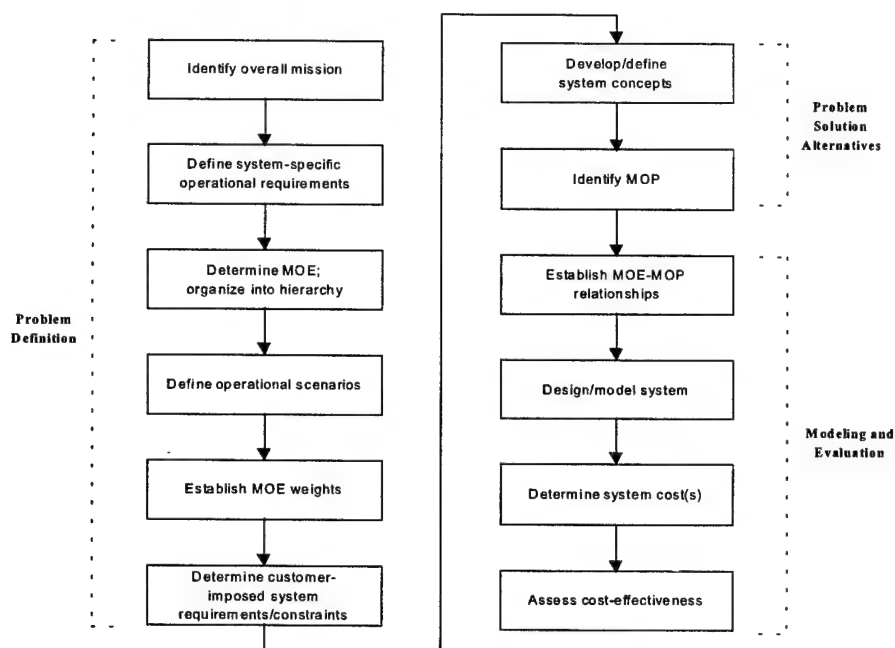 Problem
Definition
Identify overall mission
Define system-specific
operational requirements
Determine MOE;
organize into hierarchy
Define operational scenarios
Establish MOE weights
Determine customer-
imposed system
requirements/constraints
Develop/define
system concepts
Identify MOP
Problem
Solution
Alternatives
Establish MOE-MOP
relationships
Design/model system
Determine system cost(s)
Assess cost-effectiveness
Modeling and
Evaluation